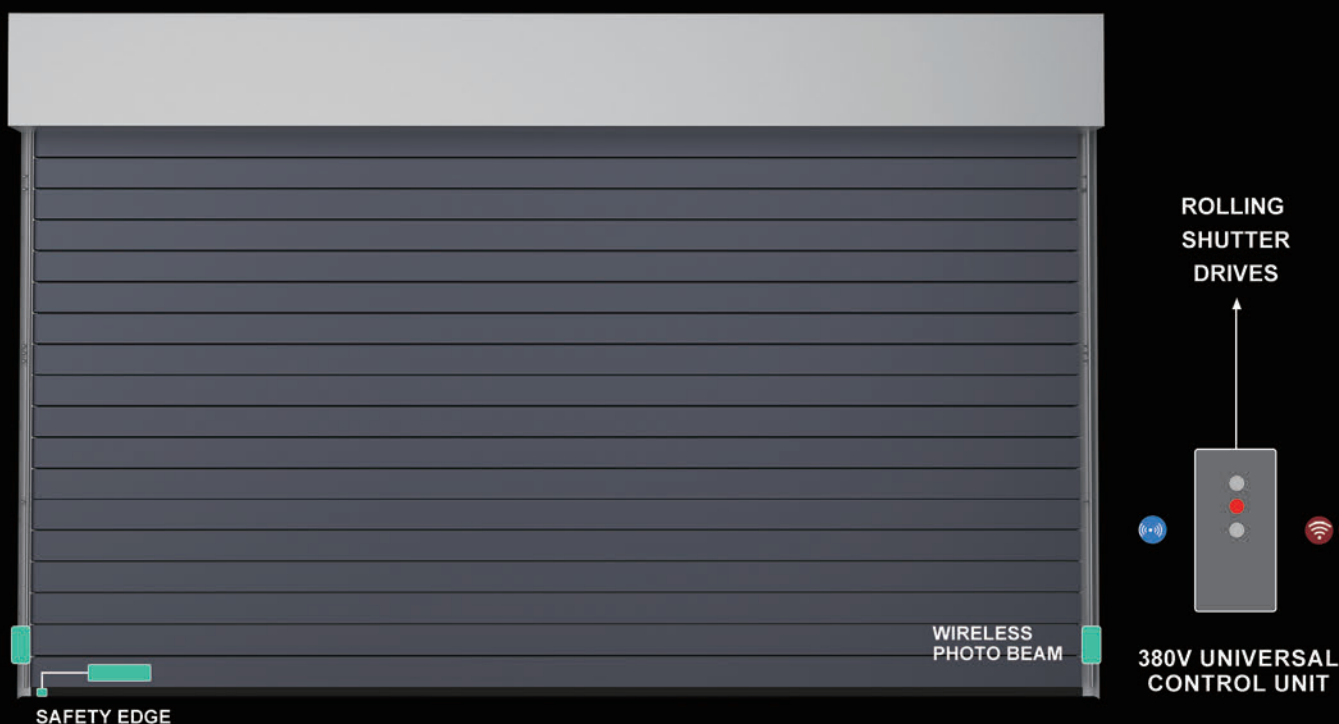 ROLLING
SHUTTER
DRIVES
WIRELESS
PHOTO BEAM
380V UNIVERSAL
CONTROL UNIT
SAFETY EDGE